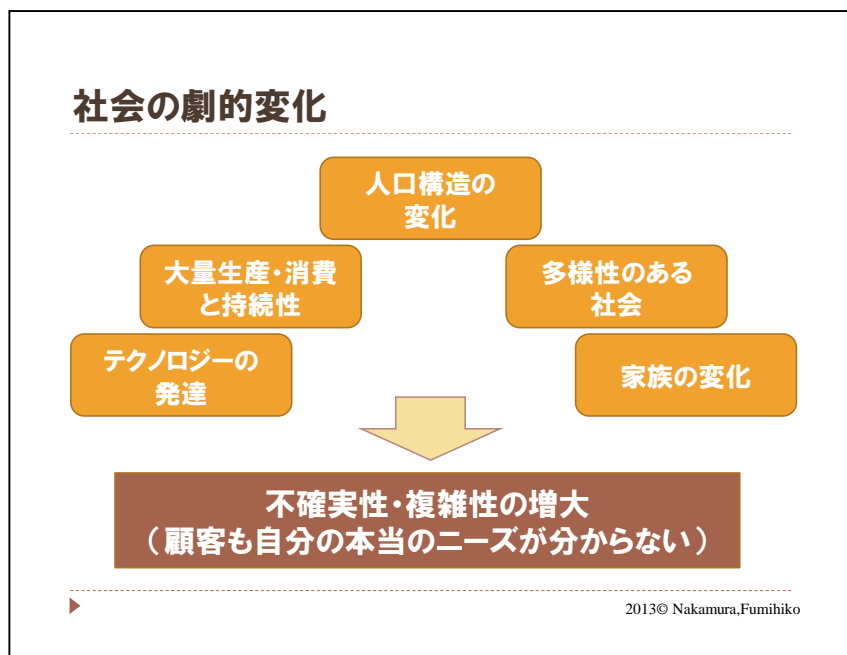 社会の劇的変化
人口構造の
変化
大量生産・消費
と持続性
多様性のある
社会
テクノロジーの
発達
家族の変化
不確実性・複雑性の増大
（顧客も自分の本当のニーズが分からない）
2013© Nakamura,Fumihiko